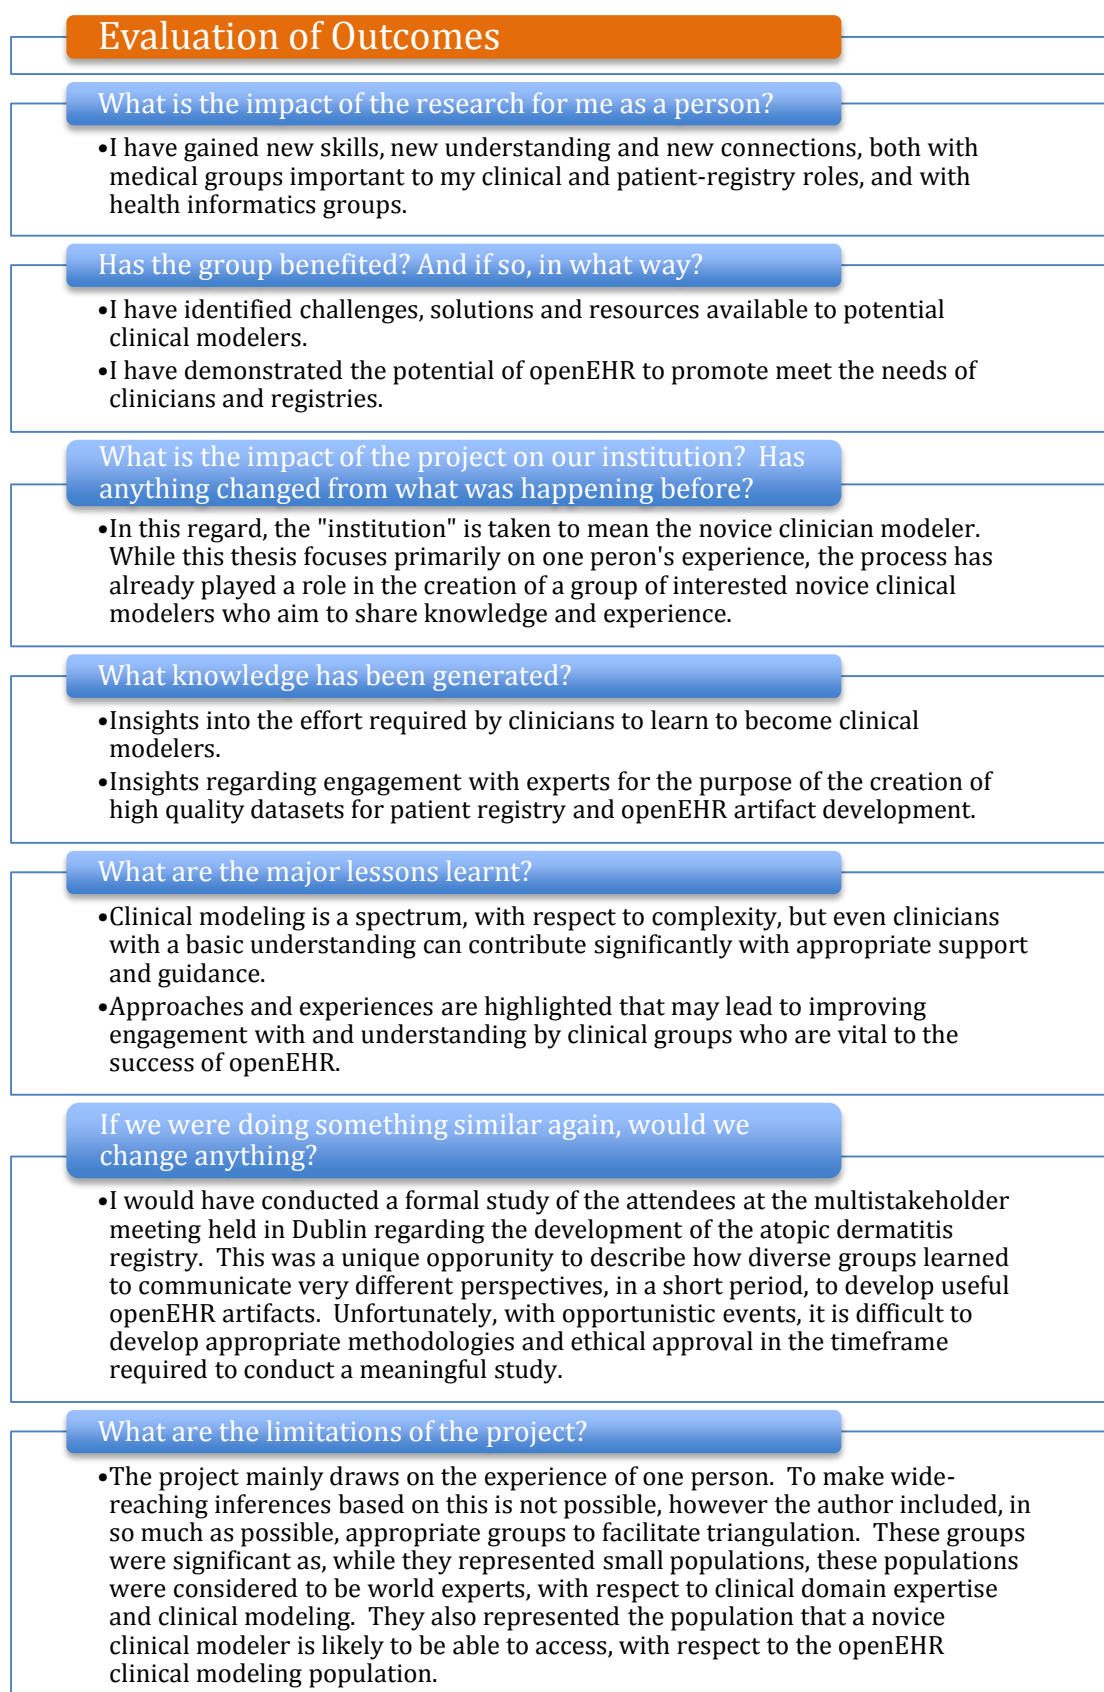 Evaluation of Outcomes
What is the impact of the research for me as a person?
•I have gained new skills, new understanding and new connections, both with
medical groups important to my clinical and patient-registry roles, and with
health informatics groups.
Has the group benefited? And if so, in what way?
•I have identified challenges, solutions and resources available to potential
clinical modelers.
•I have demonstrated the potential of openEHR to promote meet the needs of
clinicians and registries.
What is the impact of the project on our institution?  Has
anything changed from what was happening before?
•In this regard, the "institution" is taken to mean the novice clinician modeler.
While this thesis focuses primarily on one peron's experience, the process has
already played a role in the creation of a group of interested novice clinical
modelers who aim to share knowledge and experience.
What knowledge has been generated?
•Insights into the effort required by clinicians to learn to become clinical
modelers.
•Insights regarding engagement with experts for the purpose of the creation of
high quality datasets for patient registry and openEHR artifact development.
What are the major lessons learnt?
•Clinical modeling is a spectrum, with respect to complexity, but even clinicians
with a basic understanding can contribute significantly with appropriate support
and guidance.
•Approaches and experiences are highlighted that may lead to improving
engagement with and understanding by clinical groups who are vital to the
success of openEHR.
If we were doing something similar again, would we
change anything?
•I would have conducted a formal study of the attendees at the multistakeholder
meeting held in Dublin regarding the development of the atopic dermatitis
registry.  This was a unique opporunity to describe how diverse groups learned
to communicate very different perspectives, in a short period, to develop useful
openEHR artifacts.  Unfortunately, with opportunistic events, it is difficult to
develop appropriate methodologies and ethical approval in the timeframe
required to conduct a meaningful study.
What are the limitations of the project?
•The project mainly draws on the experience of one person.  To make wide-
reaching inferences based on this is not possible, however the author included, in
so much as possible, appropriate groups to facilitate triangulation.  These groups
were significant as, while they represented small populations, these populations
were considered to be world experts, with respect to clinical domain expertise
and clinical modeling.  They also represented the population that a novice
clinical modeler is likely to be able to access, with respect to the openEHR
clinical modeling population.